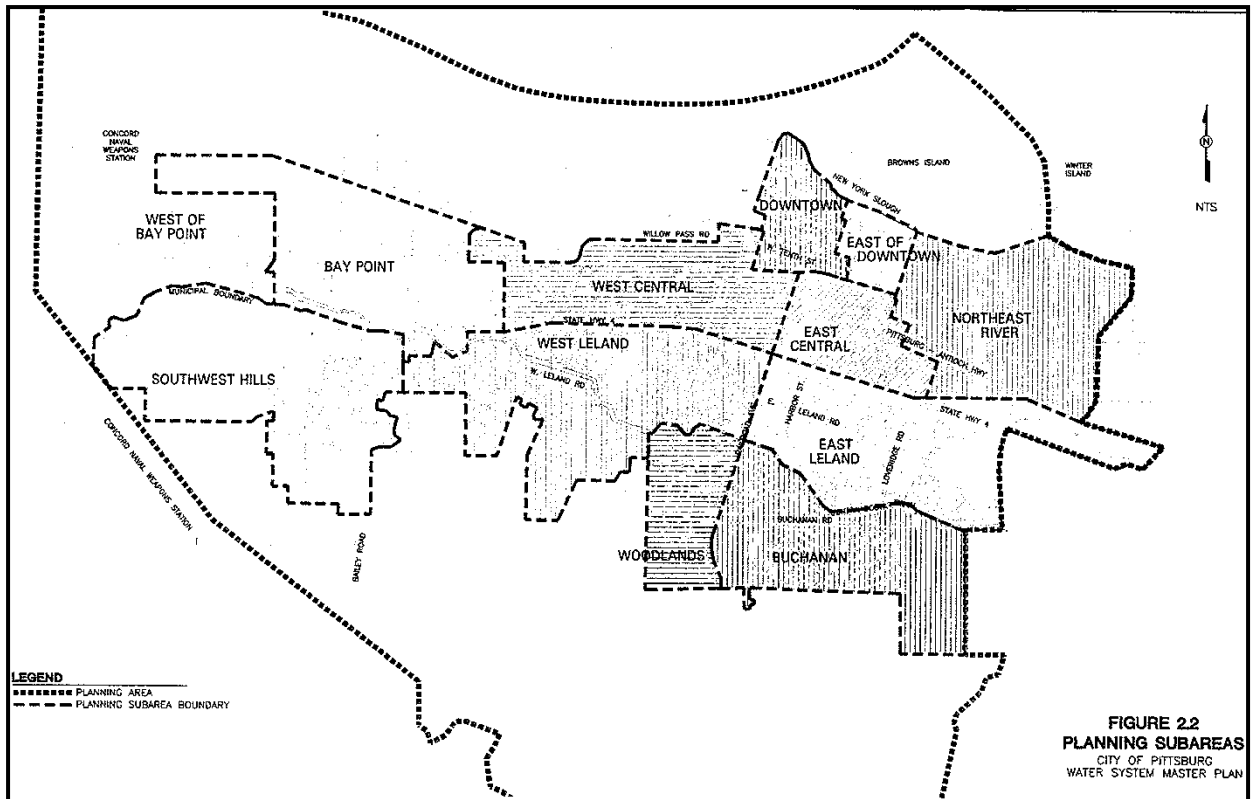 CONCORD
NAVAL
WEAPONS
STATION
BROWNS ISLAND
WINTER
ISLAND
N
NTS
NEW YORK SLOUGH
DOWNTOWN
WEST OF
BAY POINT
WILLOW PASS RD
W. TENTH ST
EAST OF
DOWNTOWN
BAY POINT
WEST CENTRAL
MUNICIPAL BOUNDARY
STATE HWY 4
NORTHEAST
RIVER
EAST
CENTRAL
PITTSBURG - ANTIOCH HWY
WEST LELAND
W. LELAND RD
SOUTHWEST HILLS
HARBOR ST
E. LELAND RD
STATE HWY 4
EAST
LELAND
LOVERIDGE RD
CONCORD NAVAL WEAPONS STATION
BUCHANAN RD
BAILEY ROAD
WOODLANDS
BUCHANAN
LEGEND
PLANNING AREA
PLANNING SUBAREA BOUNDARY
FIGURE 2.2
PLANNING SUBAREAS
CITY OF PITTSBURG
WATER SYSTEM MASTER PLAN